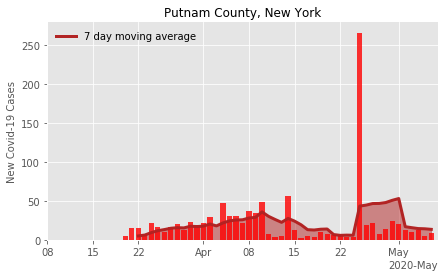 Putnam County, New York
7 day moving average
New Covid-19 Cases
250
200
150
100
50
0
08 15 22 Apr 08 15 22 May
2020-May